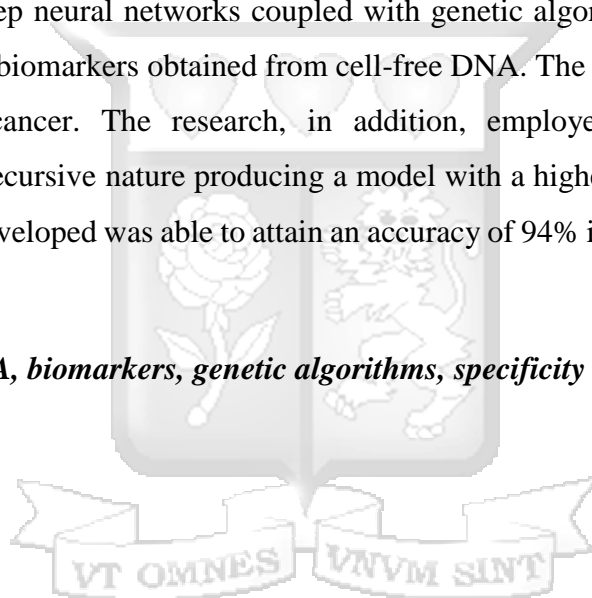 ep neural networks coupled with genetic algor
biomarkers obtained from cell-free DNA. The
cancer. The research, in addition, employe
ecursive nature producing a model with a highe
veloped was able to attain an accuracy of 94% i
A, biomarkers, genetic algorithms, specificity
VT OMNES VNVM SINT